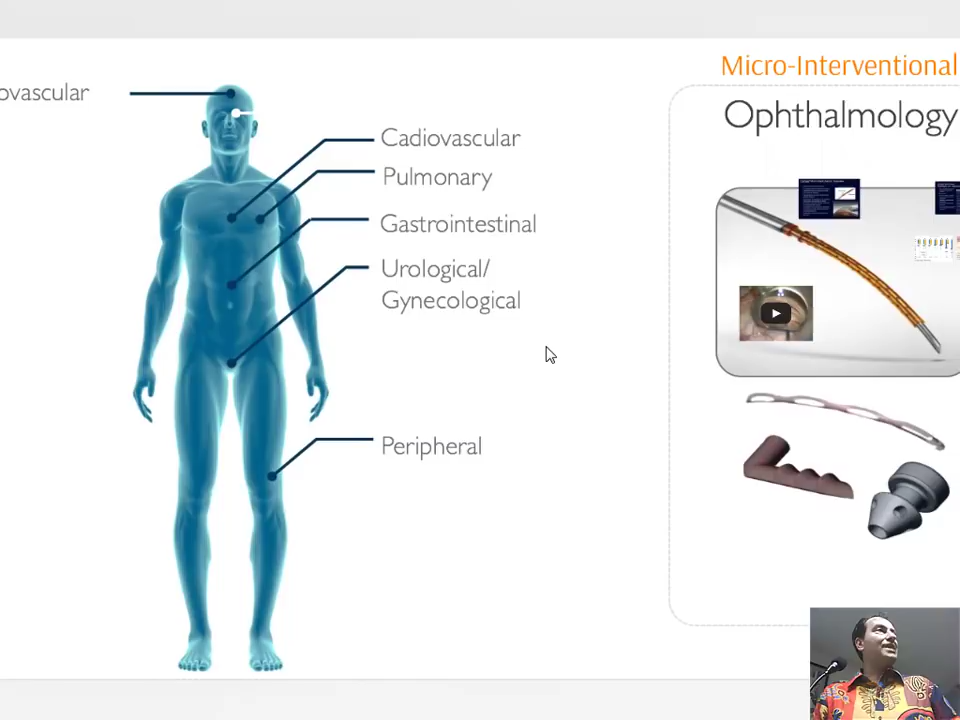 ovascular
Cadiovascular
Pulmonary
Gastrointestinal
Urological/
Gynecological
Peripheral
Micro-Interventional
Ophthalmology